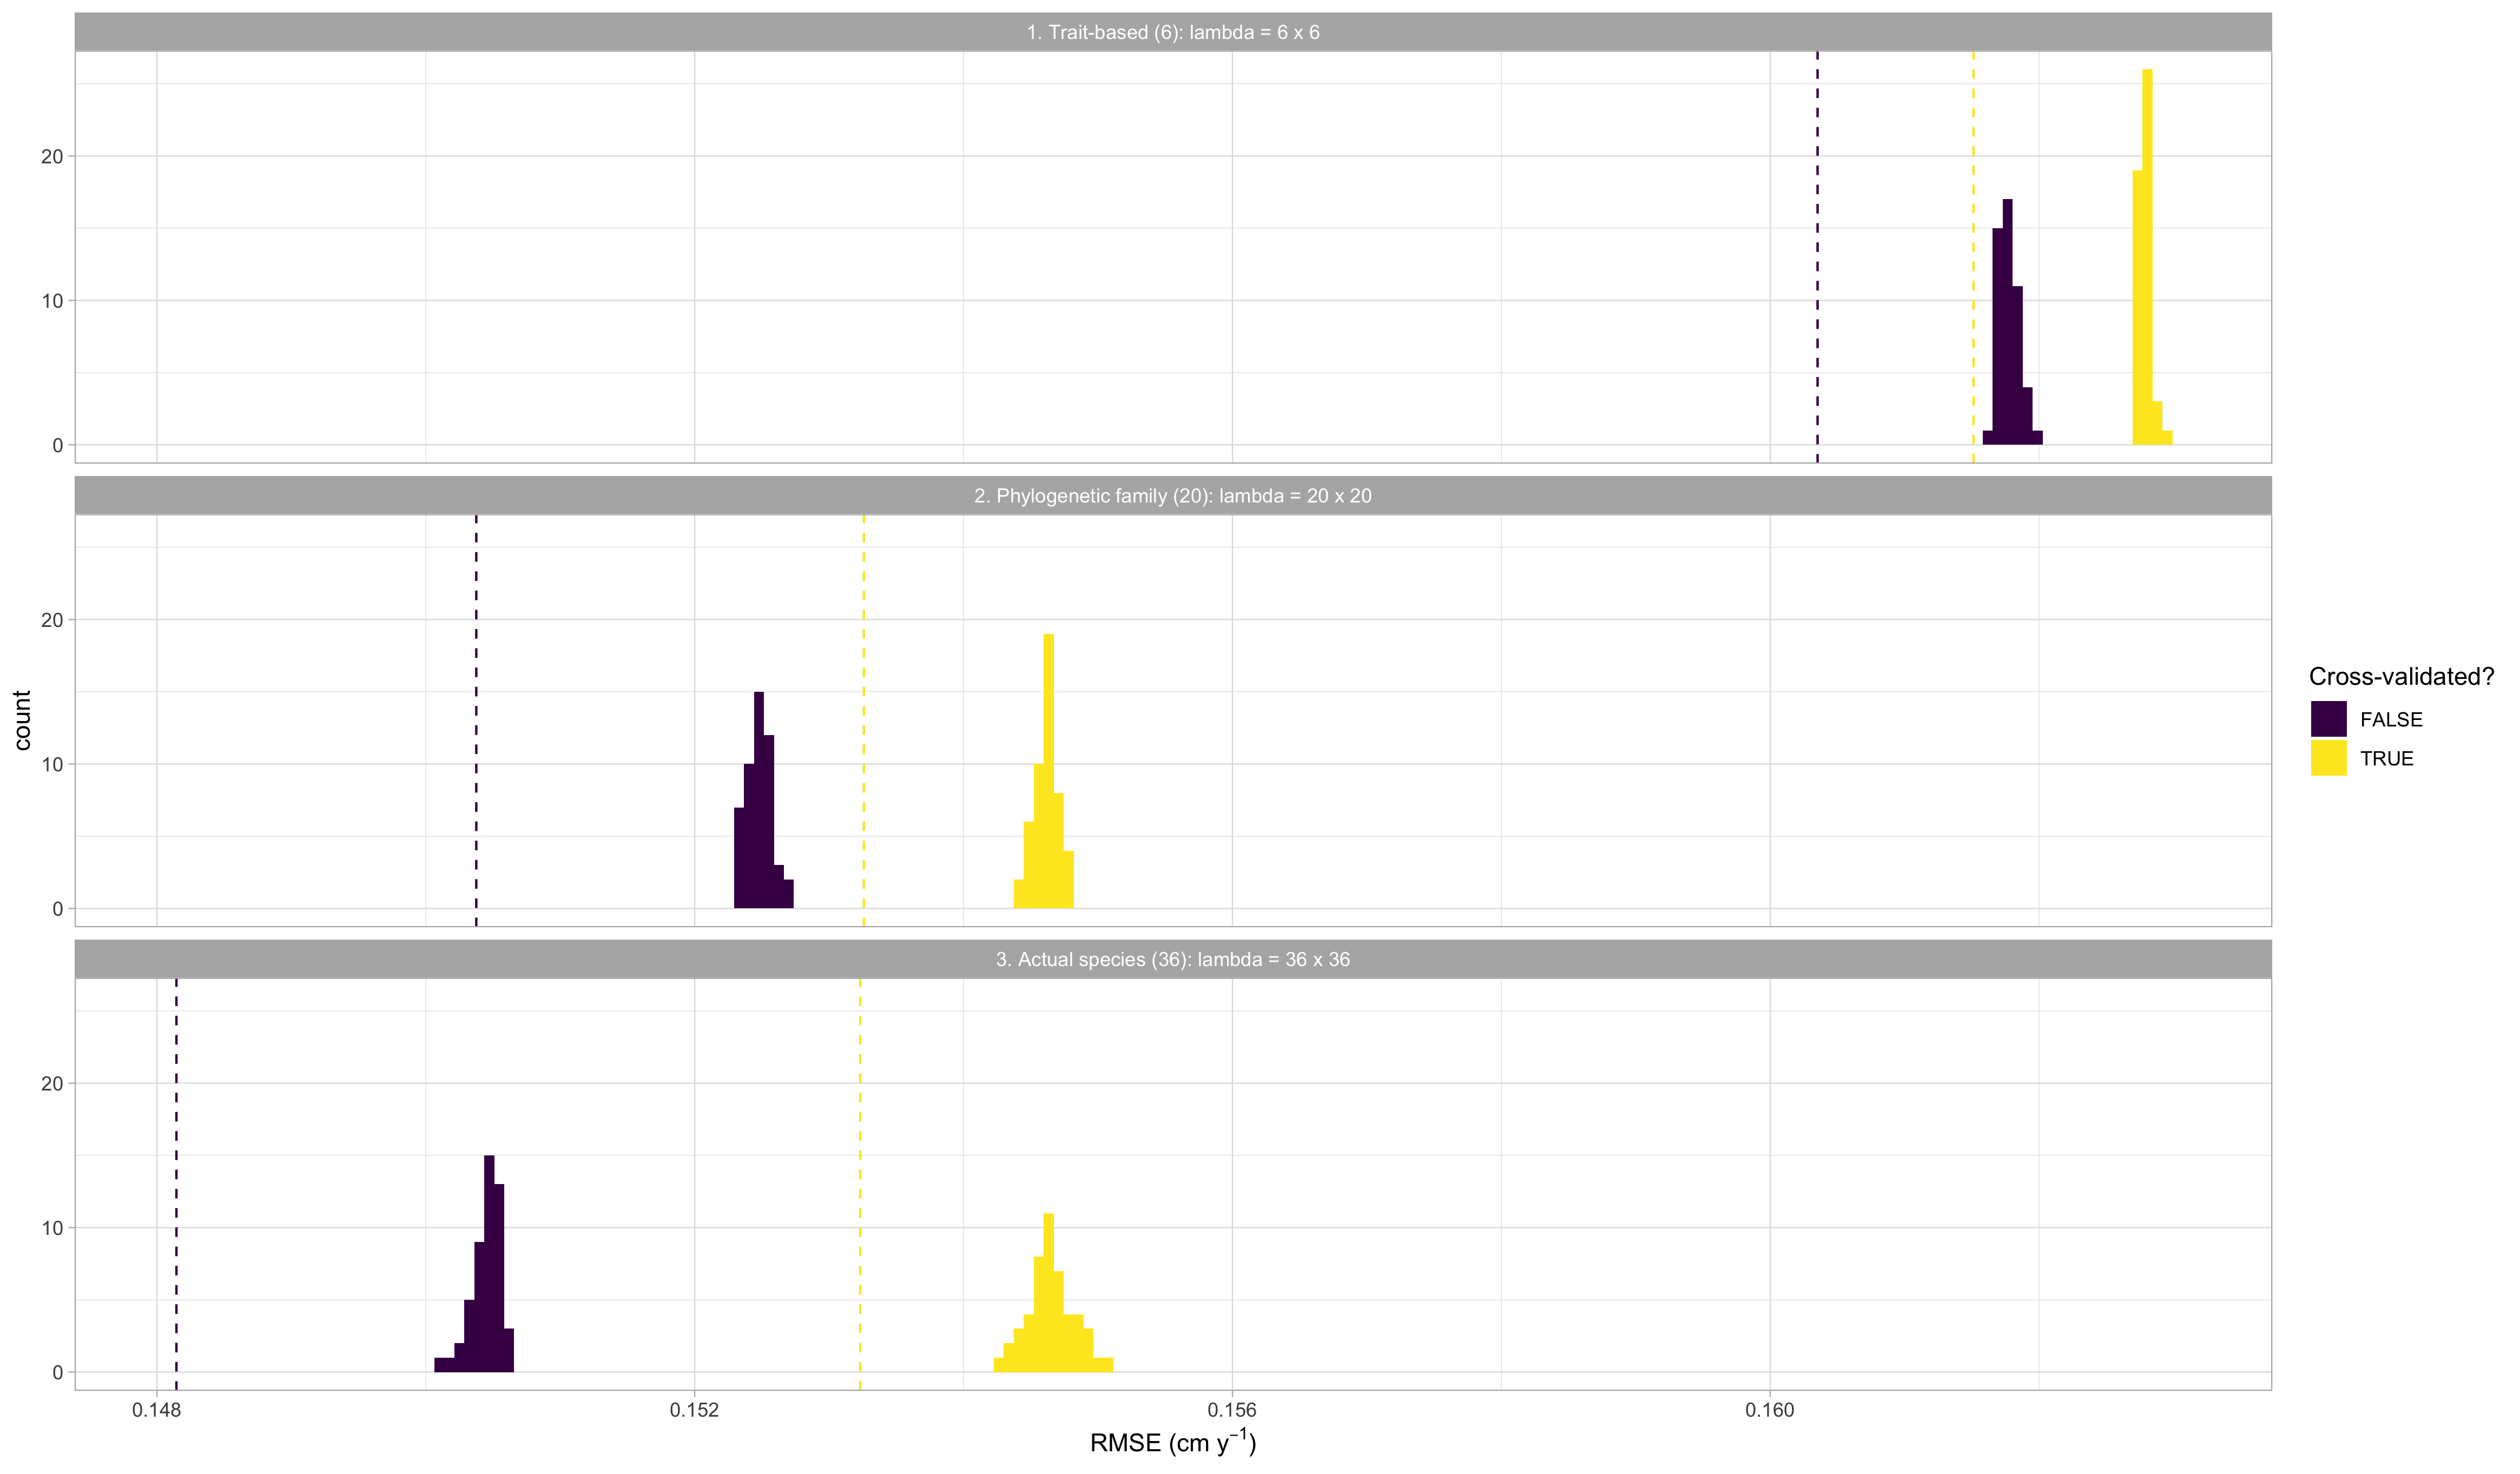 1. Trait-based (6): lambda = 6 x 6
20
10
0
2. Phylogenetic family (20): lambda = 20 x 20
20
10
0
3. Actual species (36): lambda = 36 x 36
20
10
0
count
0.148 0.152 0.156 0.160
RMSE (cm y⁻¹)
Cross-validated?
FALSE
TRUE